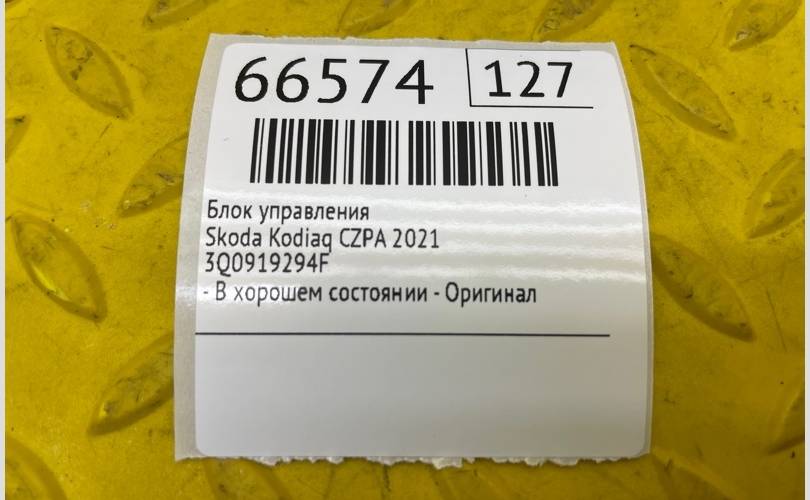 66574 127
Блок управления
Skoda Kodiaq CZPA 2021
3Q0919294F
- В хорошем состоянии - Оригинал